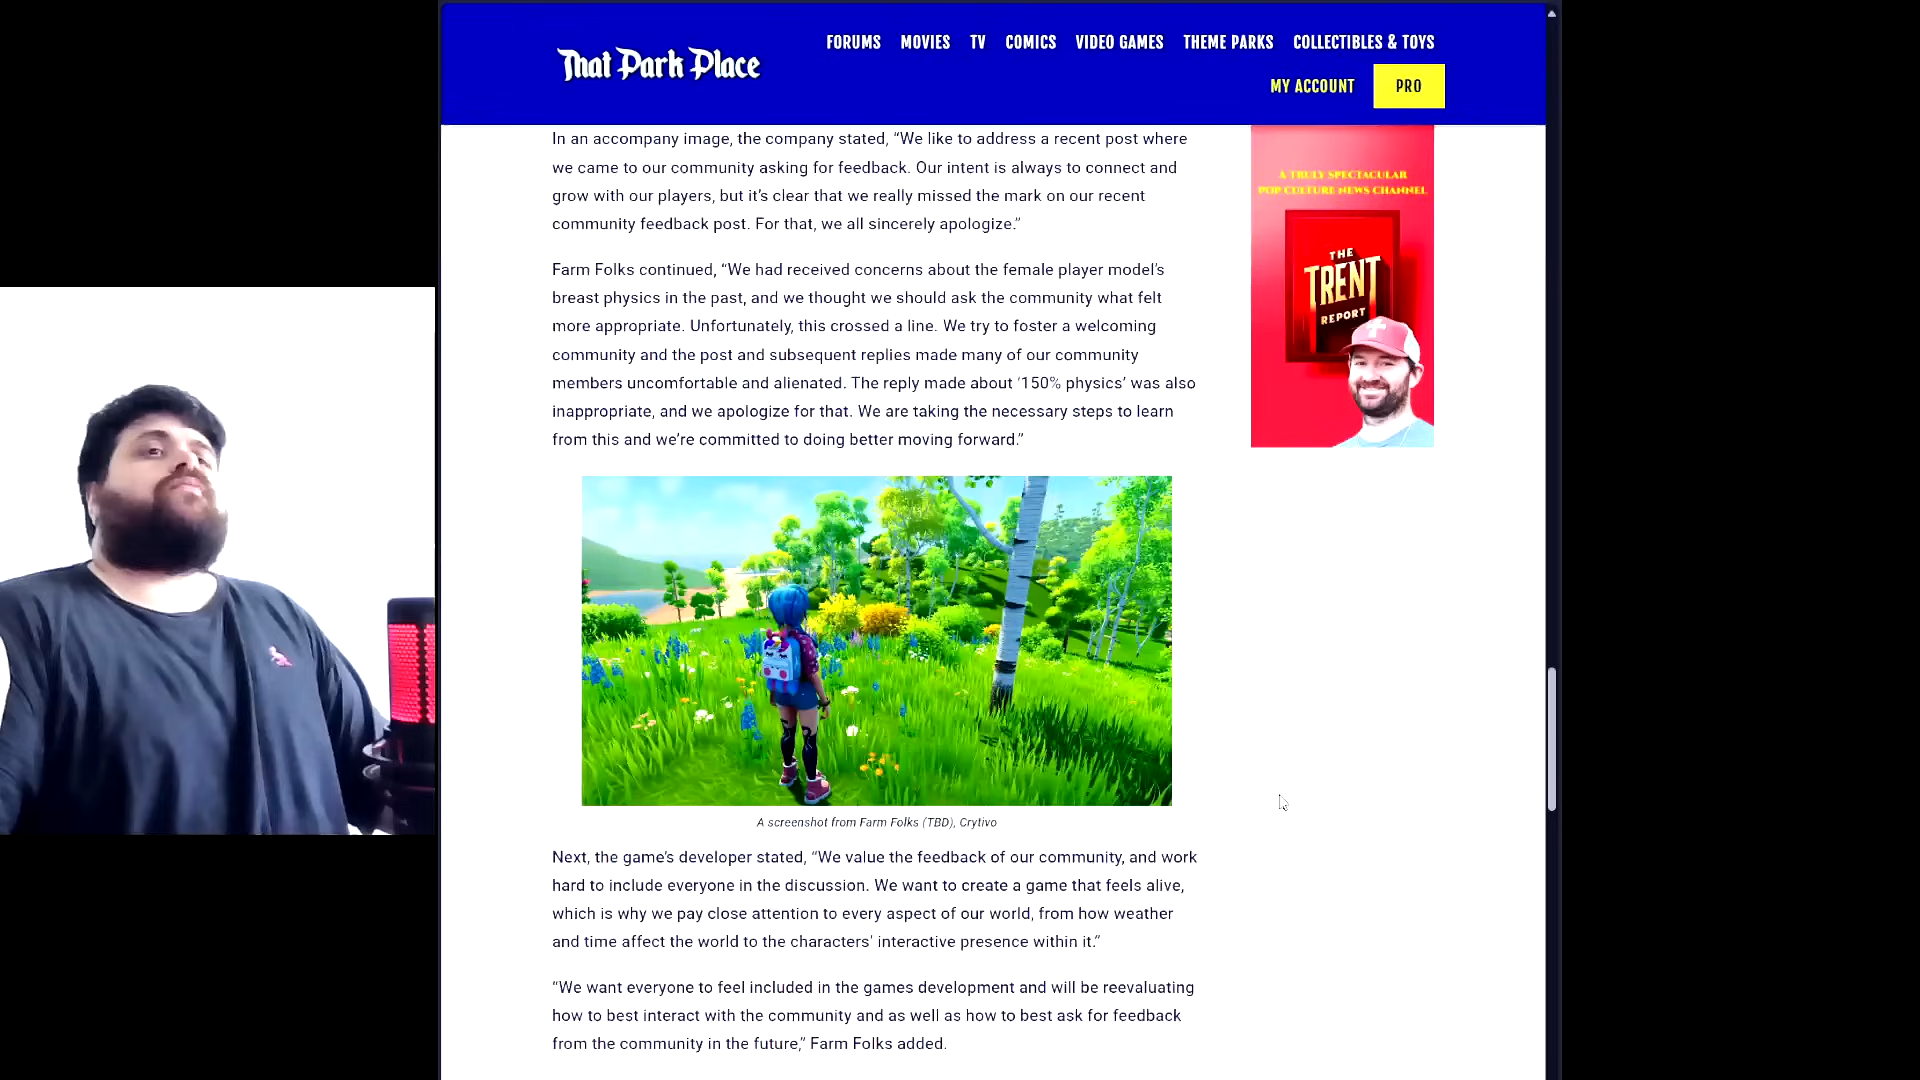 That Park Place
FORUMS MOVIES TV COMICS VIDEO GAMES THEME PARKS COLLECTIBLES & TOYS
MY ACCOUNT PRO
In an accompany image, the company stated, “We like to address a recent post where
we came to our community asking for feedback. Our intent is always to connect and
grow with our players, but it’s clear that we really missed the mark on our recent
community feedback post. For that, we all sincerely apologize.”
Farm Folks continued, “We had received concerns about the female player model’s
breast physics in the past, and we thought we should ask the community what felt
more appropriate. Unfortunately, this crossed a line. We try to foster a welcoming
community and the post and subsequent replies made many of our community
members uncomfortable and alienated. The reply made about ‘150% physics’ was also
inappropriate, and we apologize for that. We are taking the necessary steps to learn
from this and we’re committed to doing better moving forward.”
A screenshot from Farm Folks (TBD), Crytivo
Next, the game’s developer stated, “We value the feedback of our community, and work
hard to include everyone in the discussion. We want to create a game that feels alive,
which is why we pay close attention to every aspect of our world, from how weather
and time affect the world to the characters’ interactive presence within it.”
“We want everyone to feel included in the games development and will be reevaluating
how to best interact with the community and as well as how to best ask for feedback
from the community in the future,” Farm Folks added.
A TRULY SPECTACULAR
POP CULTURE NEWS CHANNEL
THE
TRENT
REPORT